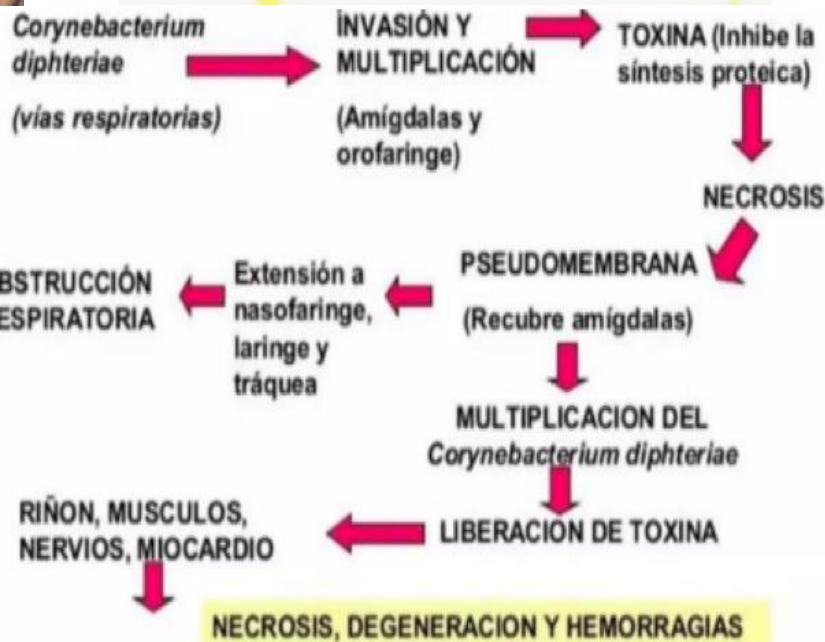 Corynebacterium
diphteriae
(vías respiratorias)
INVASIÓN Y
MULTIPLICACIÓN
(Amígdalas y
orofaringe)
TOXINA (Inhibe la
síntesis proteica)
NECROSIS
PSEUDOMEMBRANA
(Recubre amígdalas)
Extensión a
nasofaringe,
laringe y
tráquea
BSTRUCCIÓN
ESPIRATORIA
MULTIPLICACION DEL
Corynebacterium diphteriae
LIBERACIÓN DE TOXINA
RIÑON, MUSCULOS,
NERVIOS, MIOCARDIO
NECROSIS, DEGENERACION Y HEMORRAGIAS